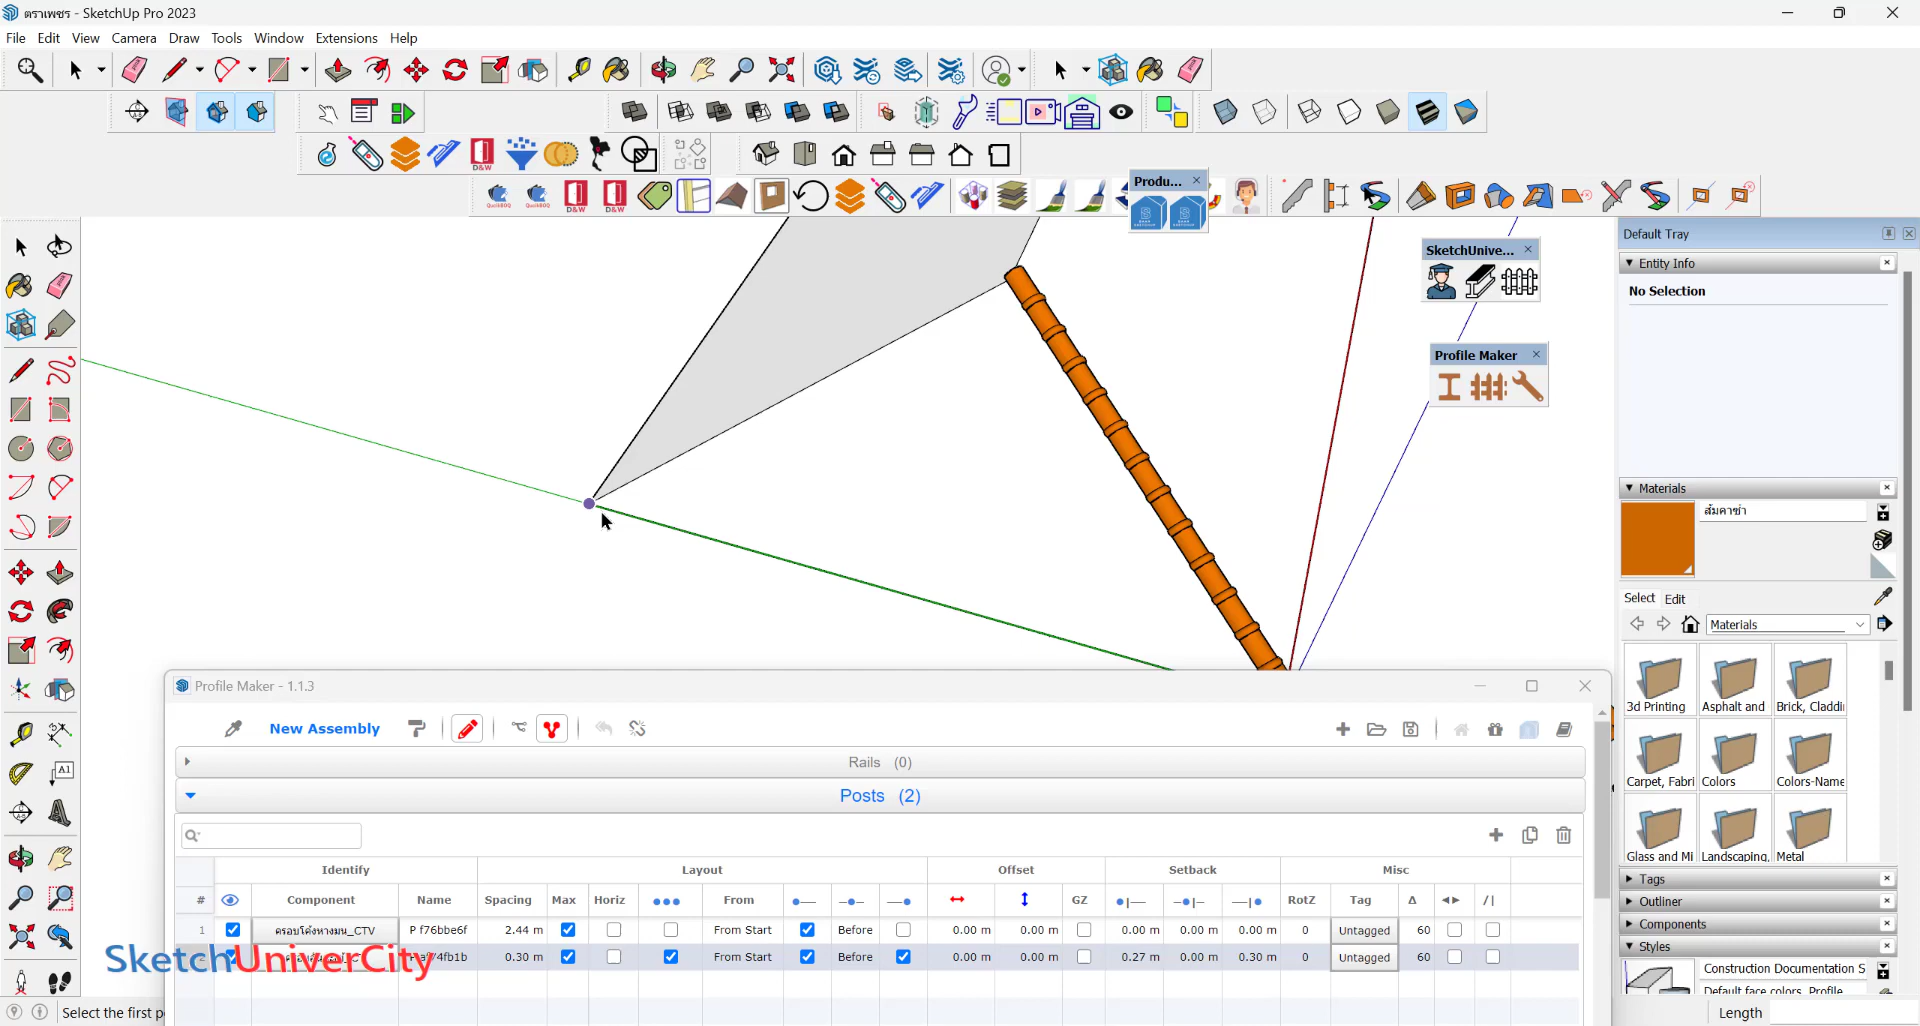 ตราเพชร - SketchUp Pro 2023
File Edit View Camera Draw Tools Window Extensions Help
Produ...
SketchUnive...
Profile Maker
Default Tray
Entity Info
No Selection
Materials
ส้มคาซ่า
Select Edit
Materials
3d Printing Asphalt and Brick, Claddi
Carpet, Fabri Colors Colors-Name
Glass and Mi Landscaping, Metal
Tags
Outliner
Components
Styles
Construction Documentation S
Default face colors. Profile
Profile Maker - 1.1.3
New Assembly
Rails (0)
Posts (2)
Identify Layout Offset Setback Misc
# Component Name Spacing Max Horiz From GZ RotZ Tag Δ
1 ครอบโค้งหางมน_CTV P f76bbe6f 2.44 m From Start Before 0.00 m 0.00 m 0.00 m 0.00 m 0.00 m 0 Untagged 60
0.30 m From Start Before 0.00 m 0.00 m 0.27 m 0.00 m 0.30 m 0 Untagged 60
SketchUniverCity
Select the first p
Length